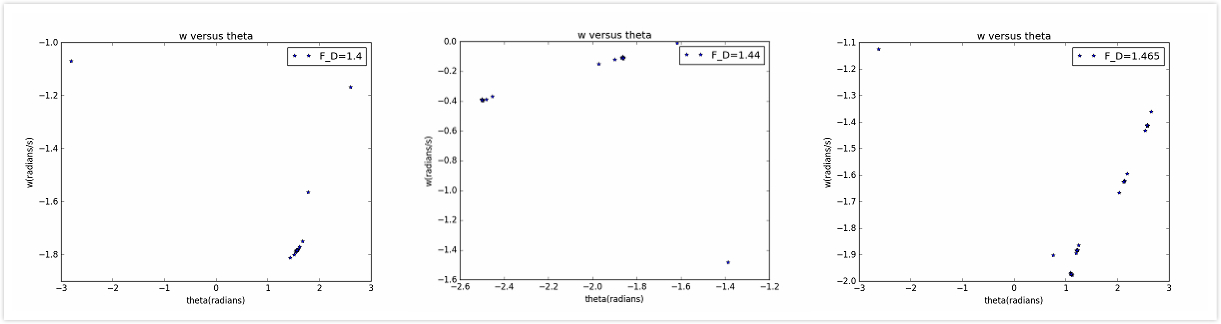 w versus theta
−1.0
F_D=1.4
−1.2
−1.4
w(radians/s)
−1.6
−1.8
−3 −2 −1 0 1 2 3
theta(radians)
w versus theta
0.0
F_D=1.44
−0.2
−0.4
−0.6
w(radians/s)
−0.8
−1.0
−1.2
−1.4
−1.6
−2.6 −2.4 −2.2 −2.0 −1.8 −1.6 −1.4 −1.2
theta(radians)
w versus theta
−1.1
F_D=1.465
−1.2
−1.3
−1.4
−1.5
w(radians/s)
−1.6
−1.7
−1.8
−1.9
−2.0
−3 −2 −1 0 1 2 3
theta(radians)